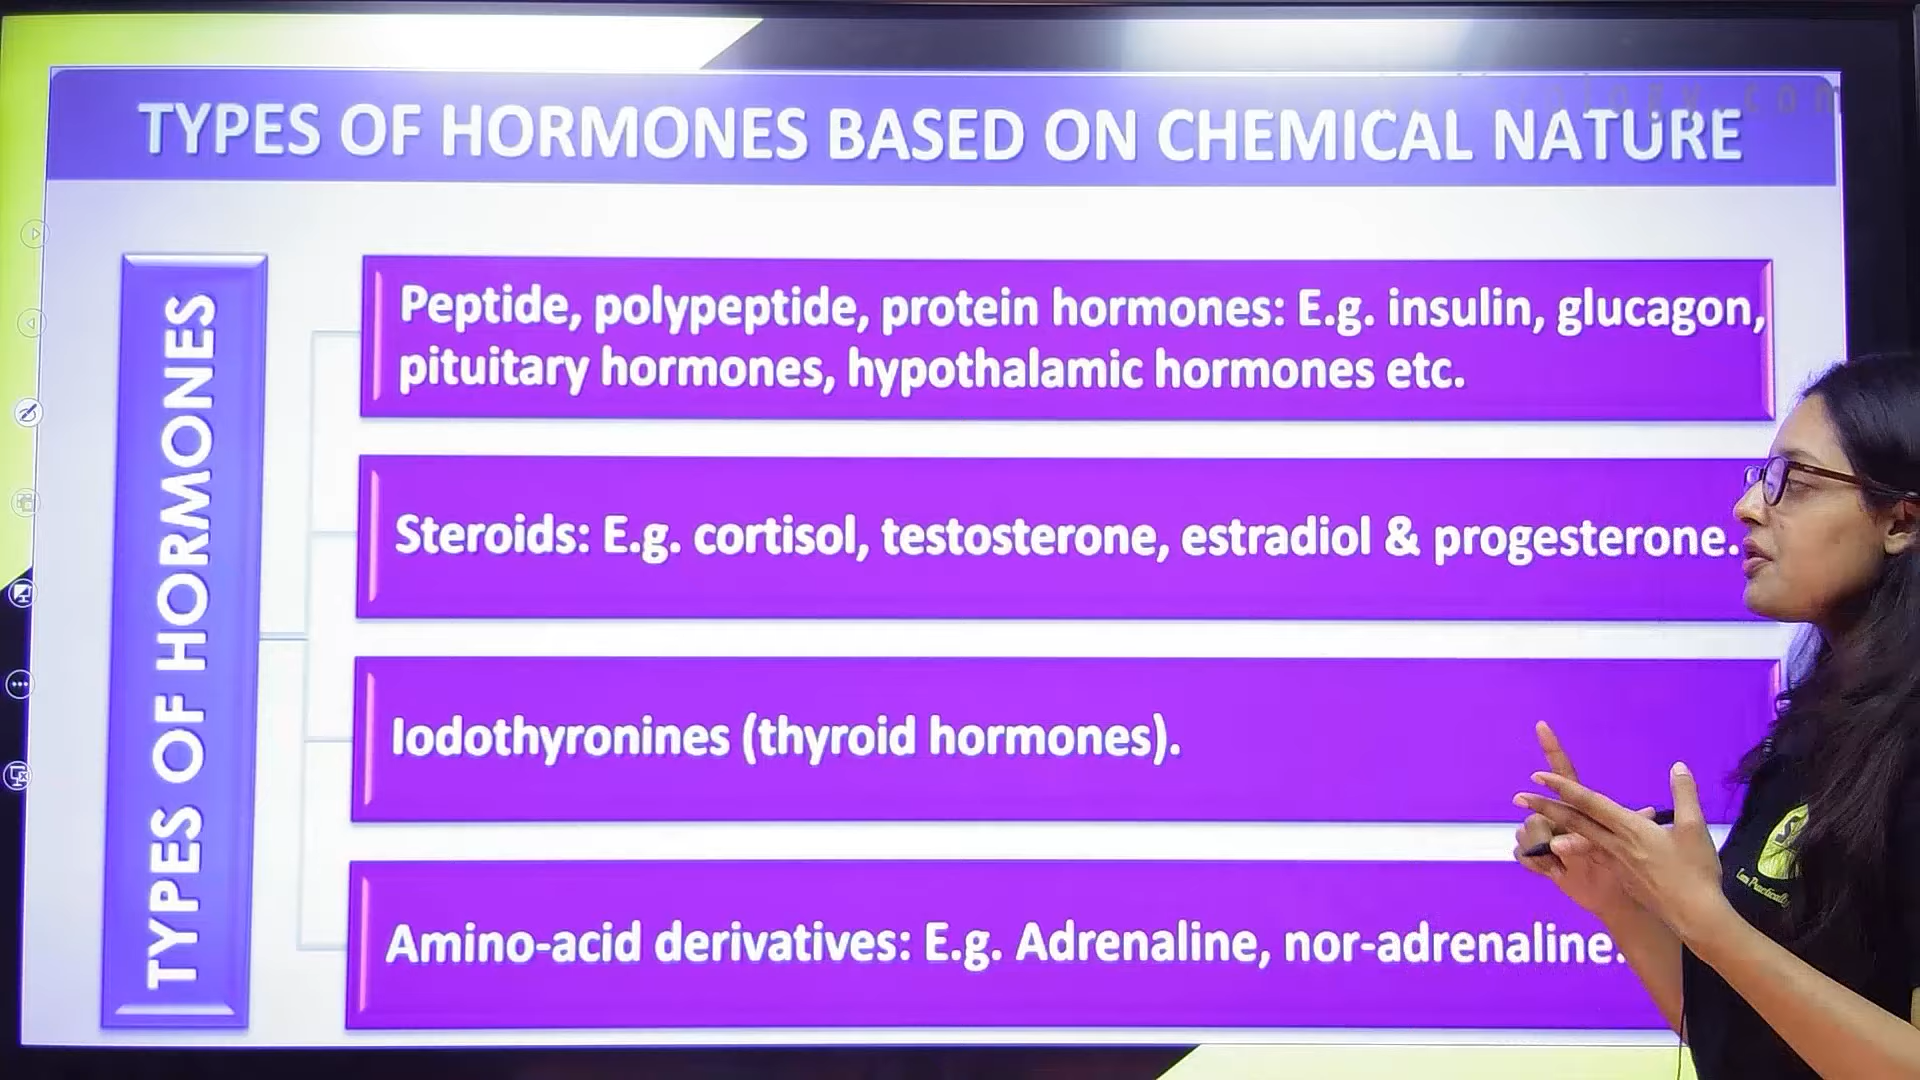 TYPES OF HORMONES BASED ON CHEMICAL NATURE
TYPES OF HORMONES
Peptide, polypeptide, protein hormones: E.g. insulin, glucagon,
pituitary hormones, hypothalamic hormones etc.
Steroids: E.g. cortisol, testosterone, estradiol & progesterone.
Iodothyronines (thyroid hormones).
Amino-acid derivatives: E.g. Adrenaline, nor-adrenaline.